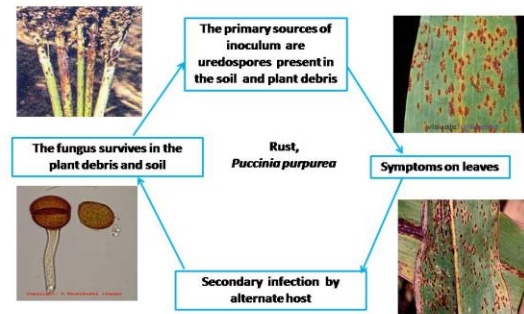 The primary sources of
inoculum are
uredospores present in
the soil and plant debris
The fungus survives in the
plant debris and soil
Rust,
Puccinia purpurea
Symptoms on leaves
Secondary infection by
alternate host